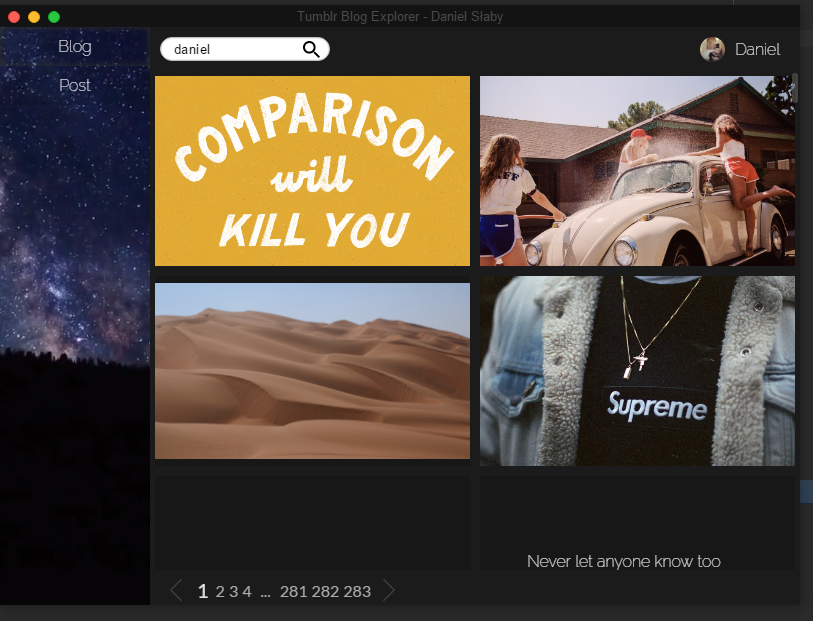 Tumblr Blog Explorer - Daniel Słaby
Blog
Post
daniel
Daniel
COMPARISON
will
KILL YOU
FF
Supreme
Never let anyone know too
1 2 3 4 ... 281 282 283